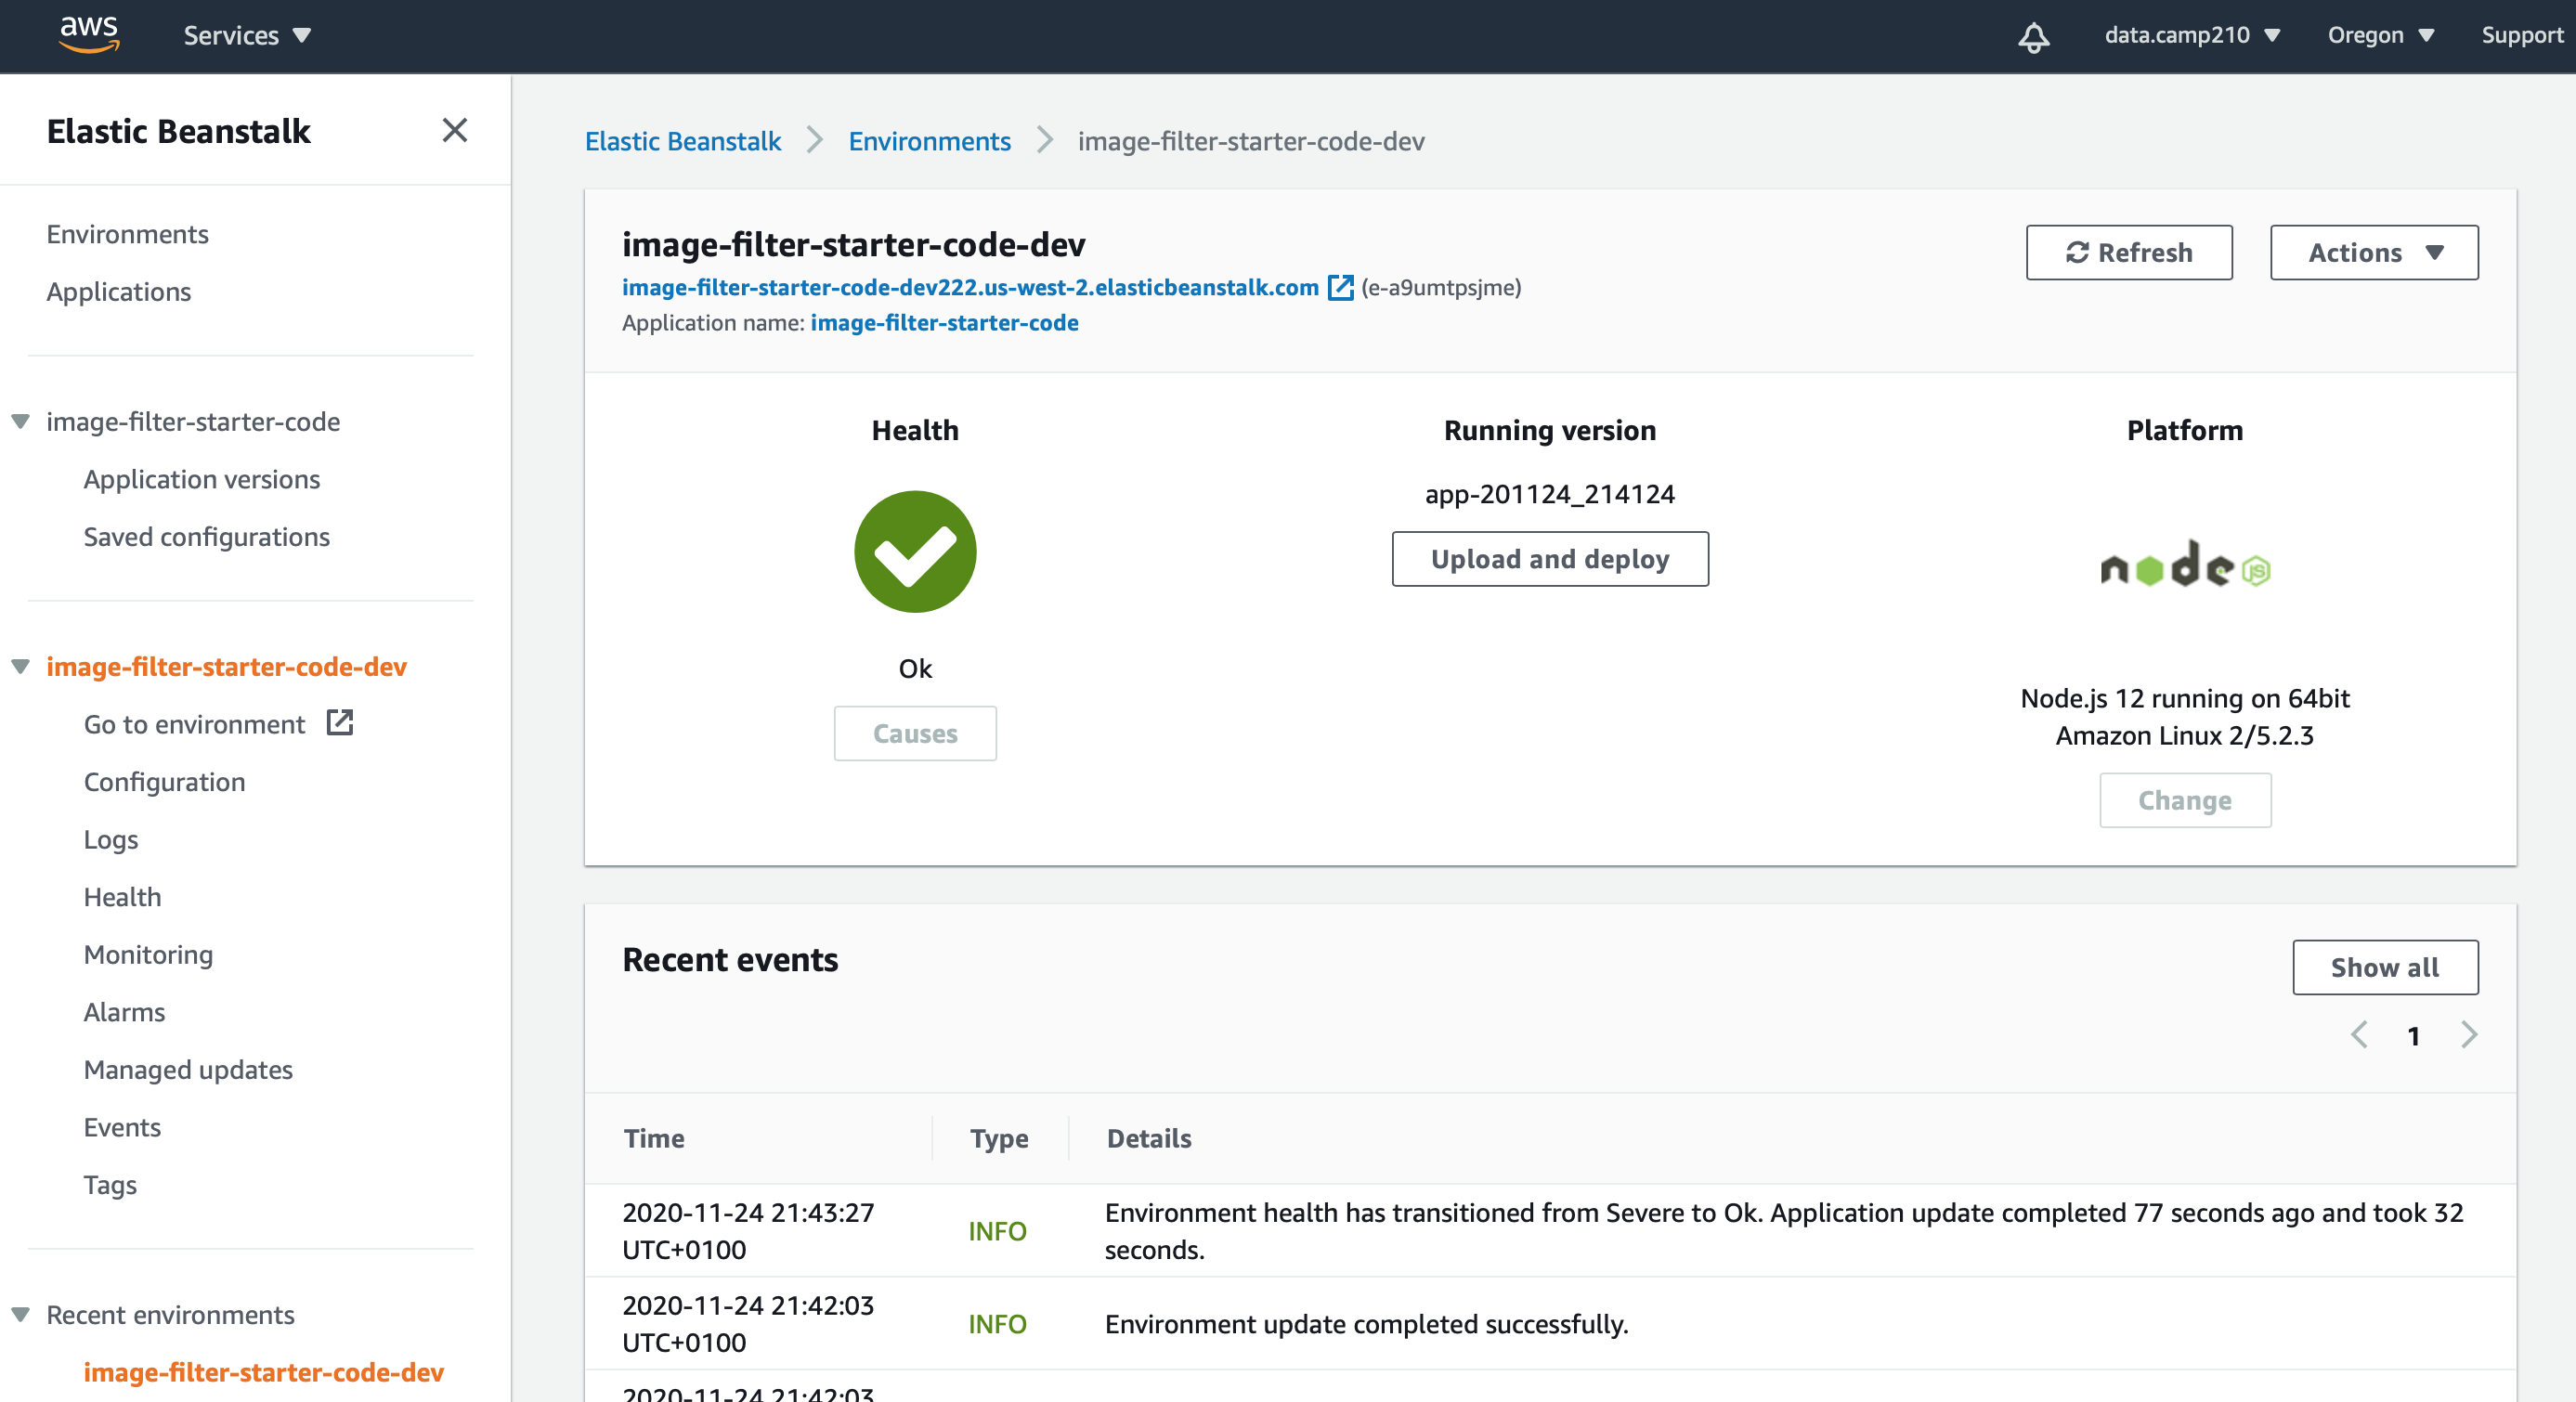 aws
Services
data.camp210
Oregon
Support
Elastic Beanstalk
Environments
Applications
image-filter-starter-code
Application versions
Saved configurations
image-filter-starter-code-dev
Go to environment
Configuration
Logs
Health
Monitoring
Alarms
Managed updates
Events
Tags
Recent environments
image-filter-starter-code-dev
Elastic Beanstalk
Environments
image-filter-starter-code-dev
image-filter-starter-code-dev
image-filter-starter-code-dev222.us-west-2.elasticbeanstalk.com (e-a9umtpsjme)
Application name: image-filter-starter-code
Refresh
Actions
Health
Ok
Causes
Running version
app-201124_214124
Upload and deploy
Platform
node JS
Node.js 12 running on 64bit
Amazon Linux 2/5.2.3
Change
Recent events
Show all
1
Time
Type
Details
2020-11-24 21:43:27
UTC+0100
INFO
Environment health has transitioned from Severe to Ok. Application update completed 77 seconds ago and took 32
seconds.
2020-11-24 21:42:03
UTC+0100
INFO
Environment update completed successfully.
2020-11-24 21:42:03